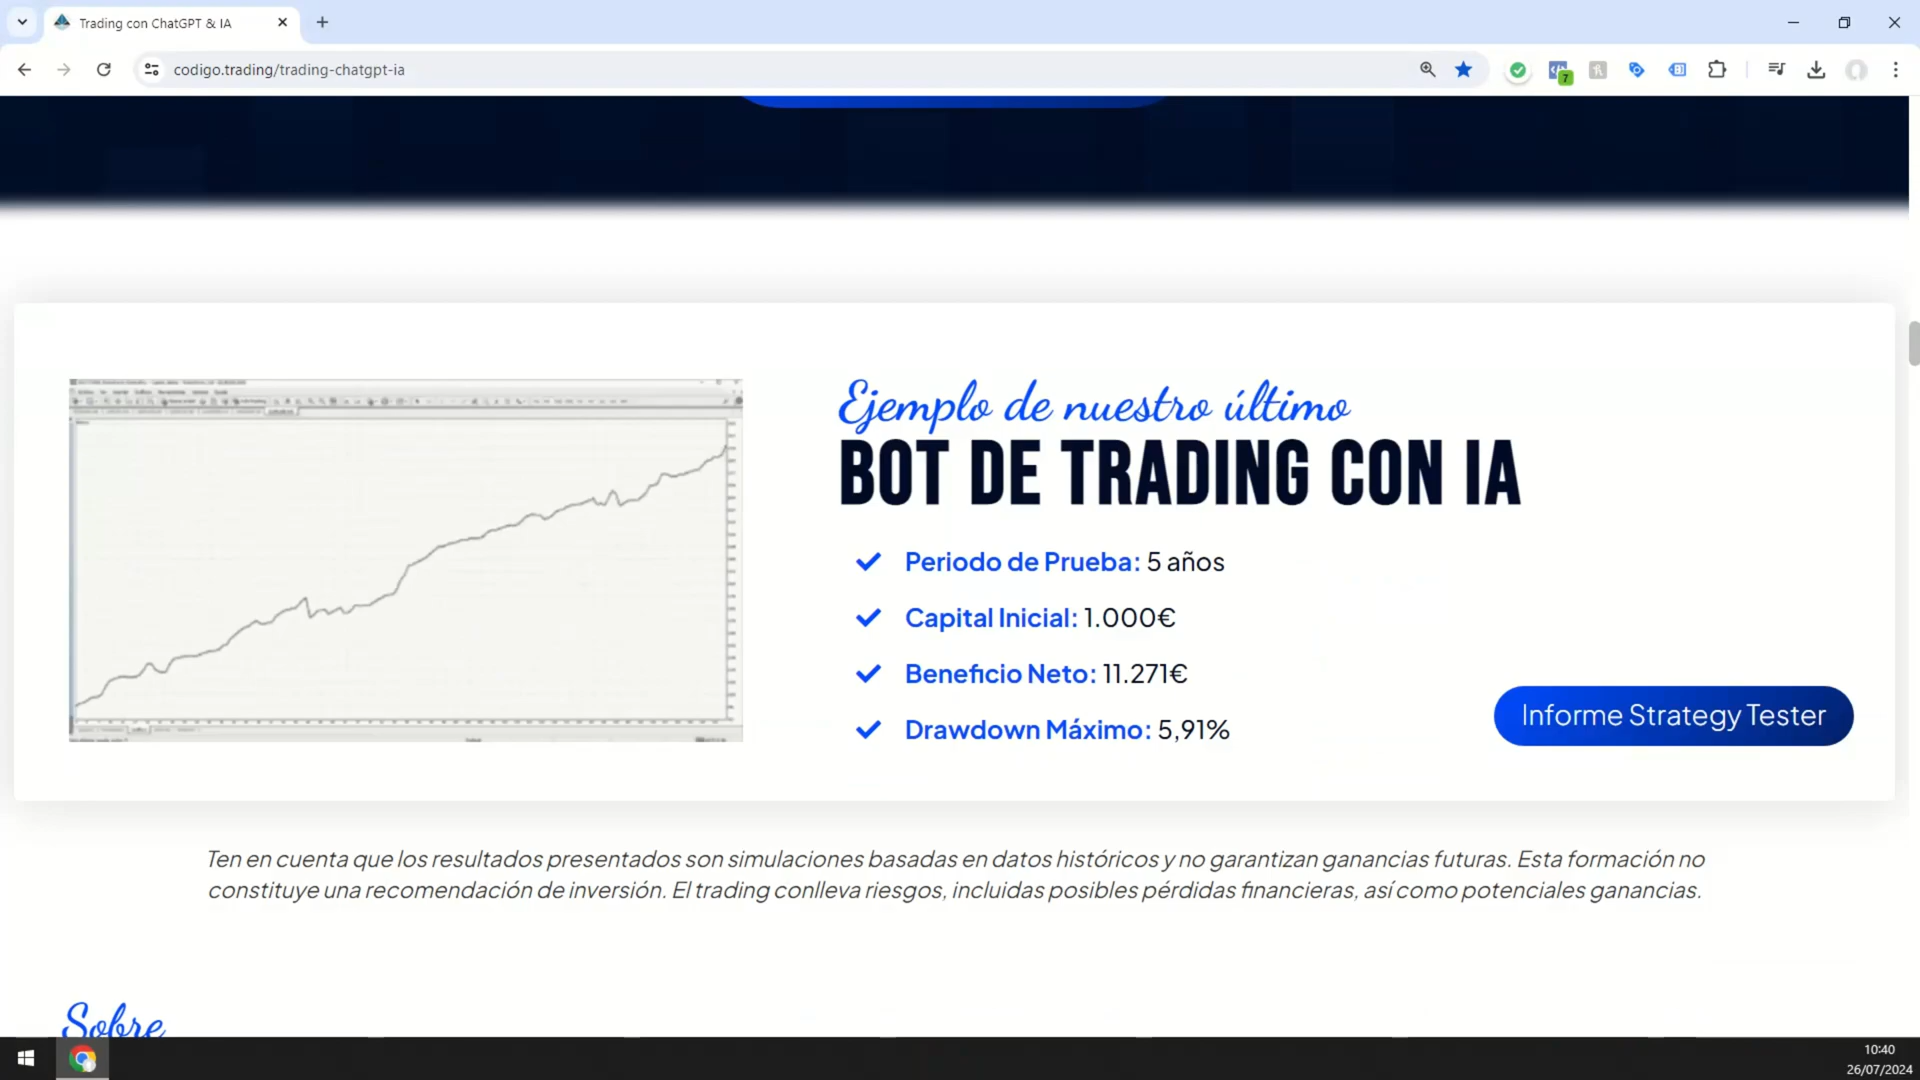 Trading con ChatGPT & IA
codigo.trading/trading-chatgpt-ia
7
Ejemplo de nuestro último
BOT DE TRADING CON IA
Periodo de Prueba: 5 años
Capital Inicial: 1.000€
Beneficio Neto: 11.271€
Drawdown Máximo: 5,91%
Informe Strategy Tester
Ten en cuenta que los resultados presentados son simulaciones basadas en datos históricos y no garantizan ganancias futuras. Esta formación no
constituye una recomendación de inversión. El trading conlleva riesgos, incluidas posibles pérdidas financieras, así como potenciales ganancias.
Sobre
10:40
26/07/2024